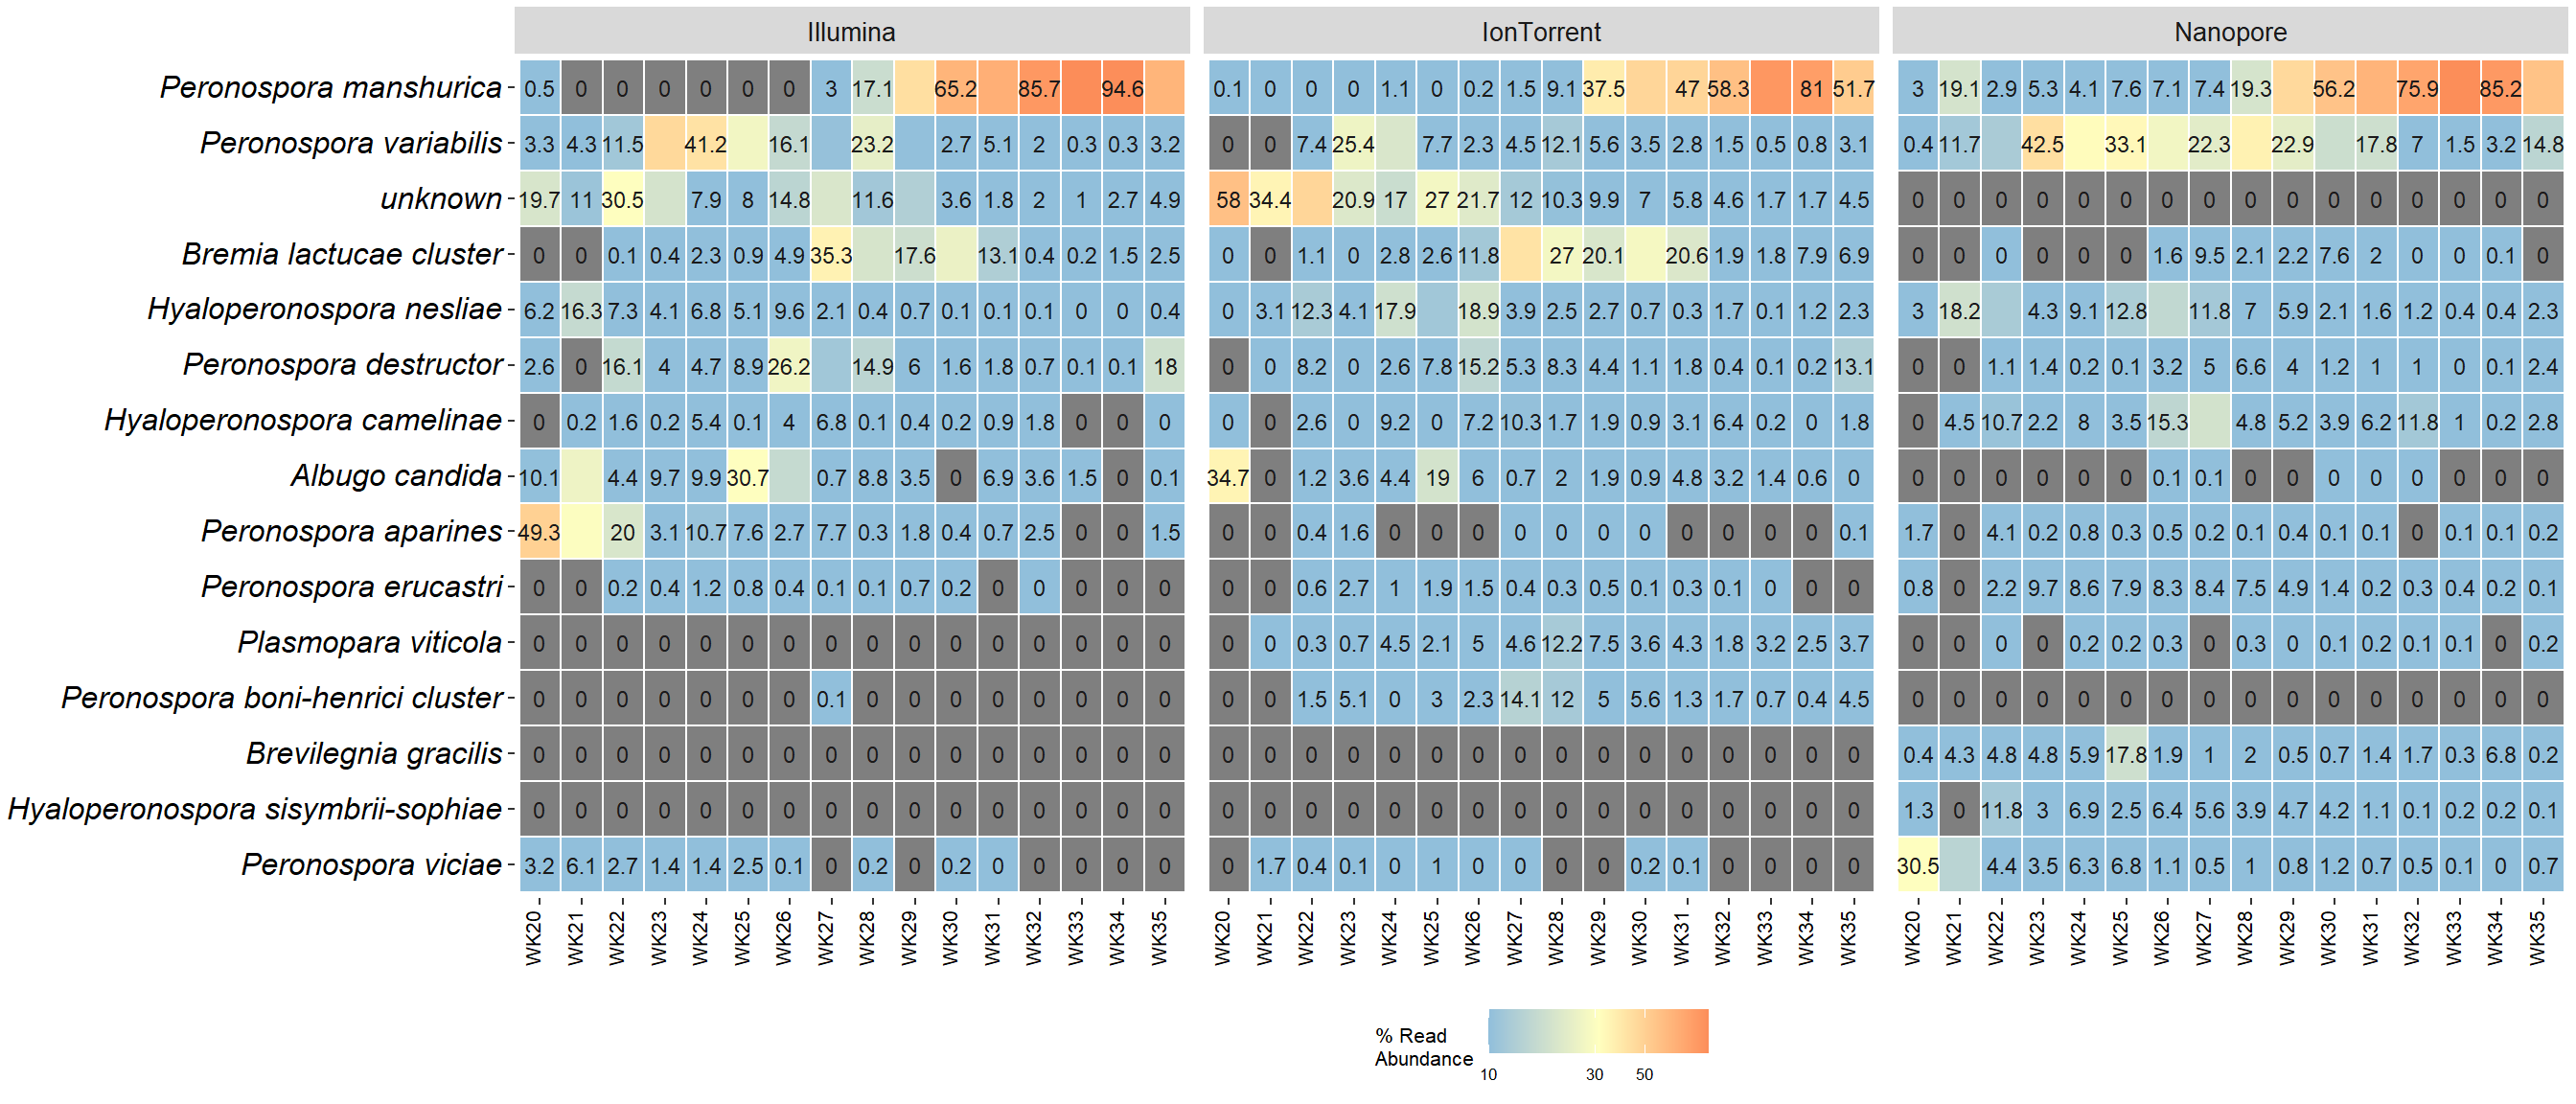 Illumina IonTorrent Nanopore
Peronospora manshurica 0.5 0 0 0 0 0 0 3 17.1 65.2 85.7 94.6 0.1 0 0 0 1.1 0 0.2 1.5 9.1 37.5 47 58.3 81 51.7 3 19.1 2.9 5.3 4.1 7.6 7.1 7.4 19.3 56.2 75.9 85.2
Peronospora variabilis 3.3 4.3 11.5 41.2 16.1 23.2 2.7 5.1 2 0.3 0.3 3.2 0 0 7.4 25.4 7.7 2.3 4.5 12.1 5.6 3.5 2.8 1.5 0.5 0.8 3.1 0.4 11.7 42.5 33.1 22.3 22.9 17.8 7 1.5 3.2 14.8
unknown 19.7 11 30.5 7.9 8 14.8 11.6 3.6 1.8 2 1 2.7 4.9 58 34.4 20.9 17 27 21.7 12 10.3 9.9 7 5.8 4.6 1.7 1.7 4.5 0 0 0 0 0 0 0 0 0 0 0 0 0 0 0 0
Bremia lactucae cluster 0 0 0.1 0.4 2.3 0.9 4.9 35.3 17.6 13.1 0.4 0.2 1.5 2.5 0 0 1.1 0 2.8 2.6 11.8 27 20.1 20.6 1.9 1.8 7.9 6.9 0 0 0 0 0 0 1.6 9.5 2.1 2.2 7.6 2 0 0 0.1 0
Hyaloperonospora nesliae 6.2 16.3 7.3 4.1 6.8 5.1 9.6 2.1 0.4 0.7 0.1 0.1 0.1 0 0 0.4 0 3.1 12.3 4.1 17.9 18.9 3.9 2.5 2.7 0.7 0.3 1.7 0.1 1.2 2.3 3 18.2 4.3 9.1 12.8 11.8 7 5.9 2.1 1.6 1.2 0.4 0.4 2.3
Peronospora destructor 2.6 0 16.1 4 4.7 8.9 26.2 14.9 6 1.6 1.8 0.7 0.1 0.1 18 0 0 8.2 0 2.6 7.8 15.2 5.3 8.3 4.4 1.1 1.8 0.4 0.1 0.2 13.1 0 0 1.1 1.4 0.2 0.1 3.2 5 6.6 4 1.2 1 1 0 0.1 2.4
Hyaloperonospora camelinae 0 0.2 1.6 0.2 5.4 0.1 4 6.8 0.1 0.4 0.2 0.9 1.8 0 0 0 0 0 2.6 0 9.2 0 7.2 10.3 1.7 1.9 0.9 3.1 6.4 0.2 0 1.8 0 4.5 10.7 2.2 8 3.5 15.3 4.8 5.2 3.9 6.2 11.8 1 0.2 2.8
Albugo candida 10.1 4.4 9.7 9.9 30.7 0.7 8.8 3.5 0 6.9 3.6 1.5 0 0.1 34.7 0 1.2 3.6 4.4 19 6 0.7 2 1.9 0.9 4.8 3.2 1.4 0.6 0 0 0 0 0 0 0 0.1 0.1 0 0 0 0 0 0 0 0
Peronospora aparines 49.3 20 3.1 10.7 7.6 2.7 7.7 0.3 1.8 0.4 0.7 2.5 0 0 1.5 0 0 0.4 1.6 0 0 0 0 0 0 0 0 0 0 0 0.1 1.7 0 4.1 0.2 0.8 0.3 0.5 0.2 0.1 0.4 0.1 0.1 0 0.1 0.1 0.2
Peronospora erucastri 0 0 0.2 0.4 1.2 0.8 0.4 0.1 0.1 0.7 0.2 0 0 0 0 0 0 0 0.6 2.7 1 1.9 1.5 0.4 0.3 0.5 0.1 0.3 0.1 0 0 0 0.8 0 2.2 9.7 8.6 7.9 8.3 8.4 7.5 4.9 1.4 0.2 0.3 0.4 0.2 0.1
Plasmopara viticola 0 0 0 0 0 0 0 0 0 0 0 0 0 0 0 0 0 0 0.3 0.7 4.5 2.1 5 4.6 12.2 7.5 3.6 4.3 1.8 3.2 2.5 3.7 0 0 0 0 0.2 0.2 0.3 0 0.3 0 0.1 0.2 0.1 0.1 0 0.2
Peronospora boni-henrici cluster 0 0 0 0 0 0 0 0.1 0 0 0 0 0 0 0 0 0 0 1.5 5.1 0 3 2.3 14.1 12 5 5.6 1.3 1.7 0.7 0.4 4.5 0 0 0 0 0 0 0 0 0 0 0 0 0 0 0 0
Brevilegnia gracilis 0 0 0 0 0 0 0 0 0 0 0 0 0 0 0 0 0 0 0 0 0 0 0 0 0 0 0 0 0 0 0 0 0.4 4.3 4.8 4.8 5.9 17.8 1.9 1 2 0.5 0.7 1.4 1.7 0.3 6.8 0.2
Hyaloperonospora sisymbrii-sophiae 0 0 0 0 0 0 0 0 0 0 0 0 0 0 0 0 0 0 0 0 0 0 0 0 0 0 0 0 0 0 0 0 1.3 0 11.8 3 6.9 2.5 6.4 5.6 3.9 4.7 4.2 1.1 0.1 0.2 0.2 0.1
Peronospora viciae 3.2 6.1 2.7 1.4 1.4 2.5 0.1 0 0.2 0 0.2 0 0 0 0 0 0 1.7 0.4 0.1 0 1 0 0 0 0 0.2 0.1 0 0 0 0 30.5 4.4 3.5 6.3 6.8 1.1 0.5 1 0.8 1.2 0.7 0.5 0.1 0 0.7
WK20 WK21 WK22 WK23 WK24 WK25 WK26 WK27 WK28 WK29 WK30 WK31 WK32 WK33 WK34 WK35 WK20 WK21 WK22 WK23 WK24 WK25 WK26 WK27 WK28 WK29 WK30 WK31 WK32 WK33 WK34 WK35 WK20 WK21 WK22 WK23 WK24 WK25 WK26 WK27 WK28 WK29 WK30 WK31 WK32 WK33 WK34 WK35
% Read
Abundance
10 30 50